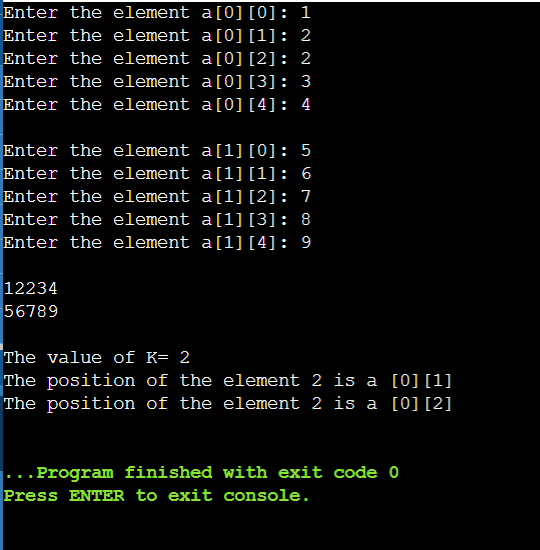 Enter the element a[0][0]: 1
Enter the element a[0][1]: 2
Enter the element a[0][2]: 2
Enter the element a[0][3]: 3
Enter the element a[0][4]: 4
Enter the element a[1][0]: 5
Enter the element a[1][1]: 6
Enter the element a[1][2]: 7
Enter the element a[1][3]: 8
Enter the element a[1][4]: 9
12234
56789
The value of K= 2
The position of the element 2 is a [0][1]
The position of the element 2 is a [0][2]
...Program finished with exit code 0
Press ENTER to exit console.